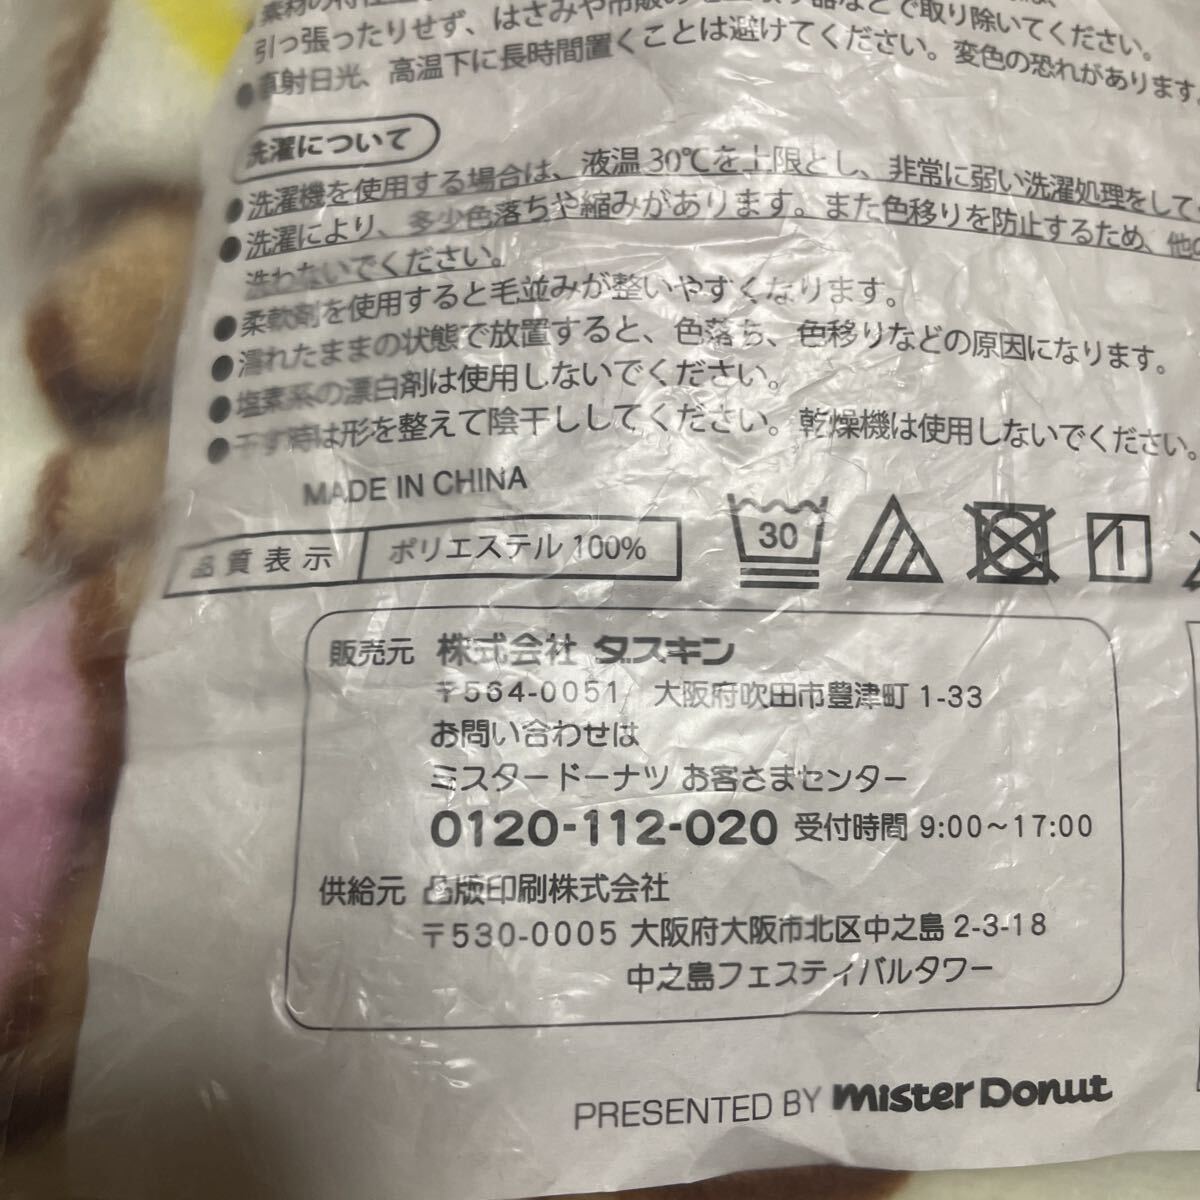 素材の特性上
引っ張ったりせず、はさみや市販の などで取り除いてください。
●直射日光、高温下に長時間置くことは避けてください。変色の恐れがあります。
洗濯について
●洗濯機を使用する場合は、液温30℃を上限とし、非常に弱い洗濯処理をして
●洗濯により、多少色落ちや縮みがあります。また色移りを防止するため、他の
洗わないでください。
●柔軟剤を使用すると毛並みが整いやすくなります。
●濡れたままの状態で放置すると、色落ち、色移りなどの原因になります。
●塩素系の漂白剤は使用しないでください。
●干す時は形を整えて陰干ししてください。乾燥機は使用しないでください。
MADE IN CHINA
品質表示 ポリエステル 100%
30
販売元 株式会社 ダスキン
〒564-0051 大阪府吹田市豊津町 1-33
お問い合わせは
ミスタードーナツ お客さまセンター
0120-112-020 受付時間 9:00〜17:00
供給元 凸版印刷株式会社
〒530-0005 大阪府大阪市北区中之島 2-3-18
中之島フェスティバルタワー
PRESENTED BY mister Donut